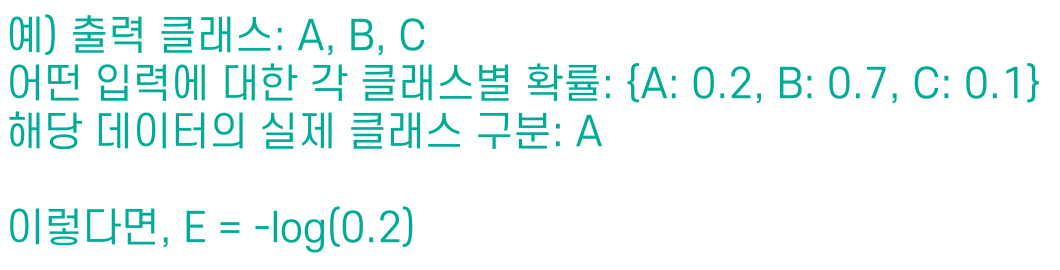 예) 출력 클래스: A, B, C
어떤 입력에 대한 각 클래스별 확률: {A: 0.2, B: 0.7, C: 0.1}
해당 데이터의 실제 클래스 구분: A
이렇다면, E = -log(0.2)